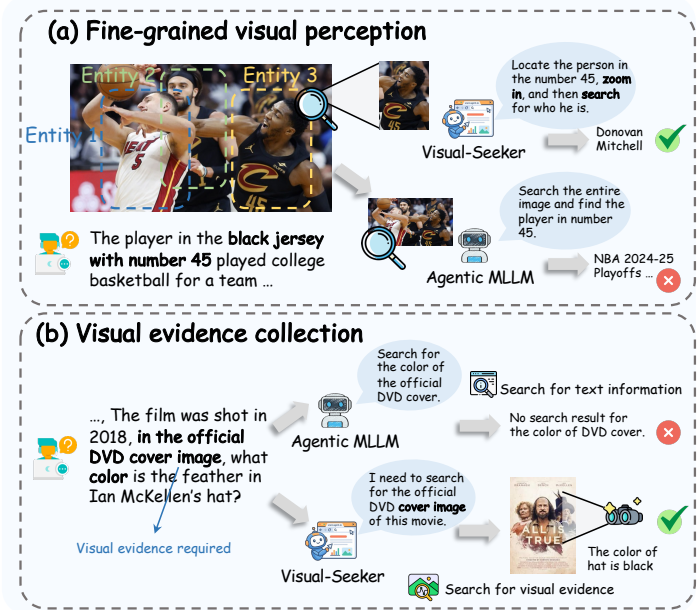 (a) Fine-grained visual perception
Entity 2
Entity 3
Entity 1
HEAT
5
C
45
45
Locate the person in
the number 45, zoom
in, and then search
for who he is.
Visual-Seeker
Donovan
Mitchell
Search the entire
image and find the
player in number
45.
Agentic MLLM
NBA 2024-25
Playoffs ...
The player in the black jersey
with number 45 played college
basketball for a team ...
(b) Visual evidence collection
Search for
the color of
the official
DVD cover.
Agentic MLLM
Search for text information
No search result for
the color of DVD cover.
..., The film was shot in
2018, in the official
DVD cover image, what
color is the feather in
Ian McKellen's hat?
Visual evidence required
I need to search
for the official
DVD cover image
of this movie.
Visual-Seeker
ALL IS
TRUE
The color of
hat is black
Search for visual evidence